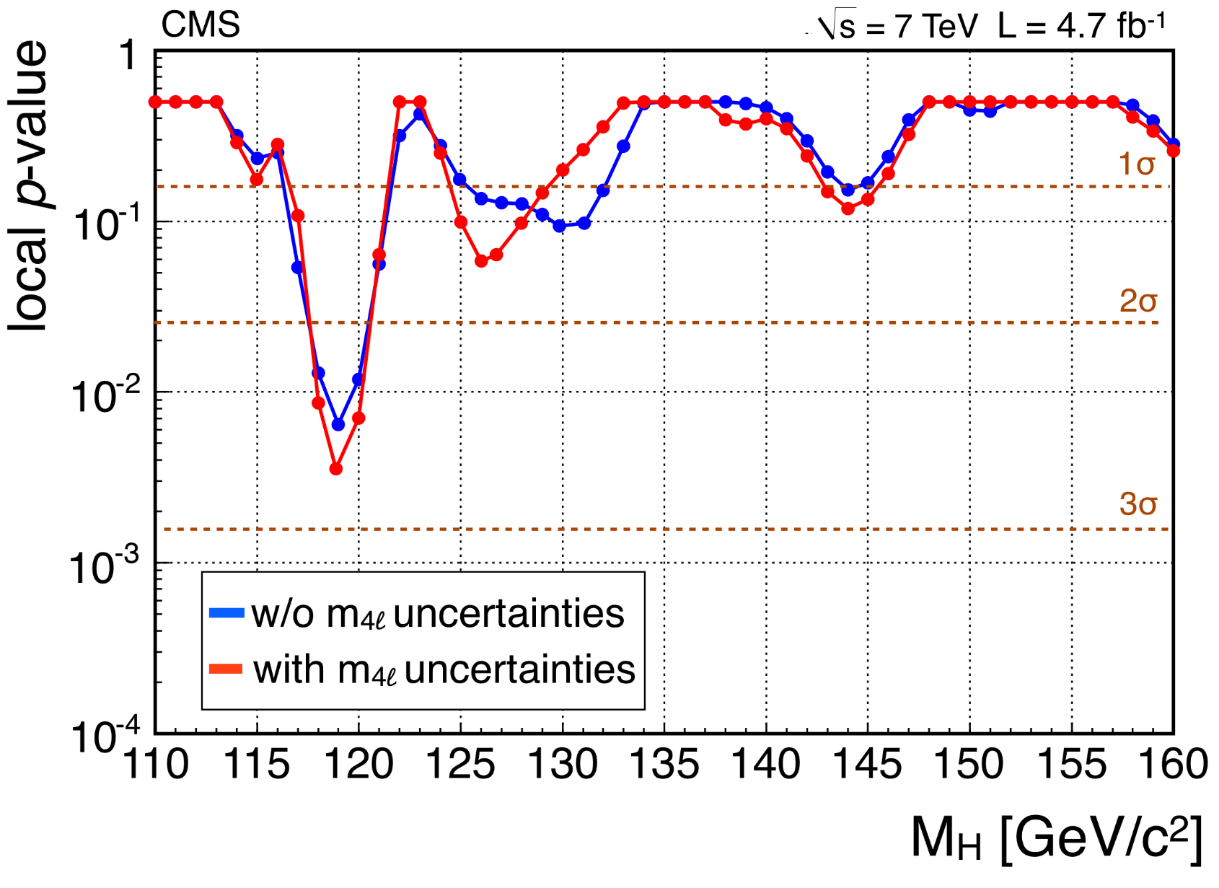 CMS
√s = 7 TeV L = 4.7 fb⁻¹
local p-value
1
10⁻¹
10⁻²
10⁻³
10⁻⁴
1σ
2σ
3σ
w/o m₄ℓ uncertainties
with m₄ℓ uncertainties
110 115 120 125 130 135 140 145 150 155 160
M_H [GeV/c²]